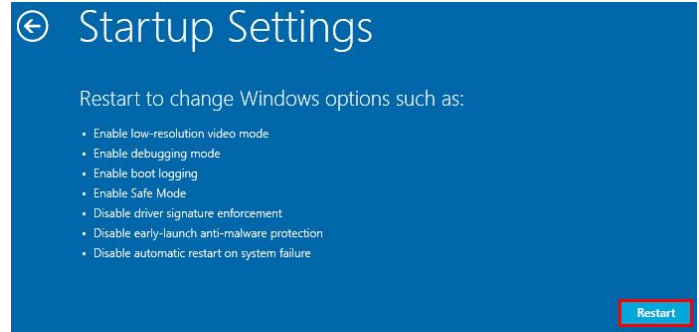 Startup Settings
Restart to change Windows options such as:
• Enable low-resolution video mode
• Enable debugging mode
• Enable boot logging
• Enable Safe Mode
• Disable driver signature enforcement
• Disable early-launch anti-malware protection
• Disable automatic restart on system failure
Restart